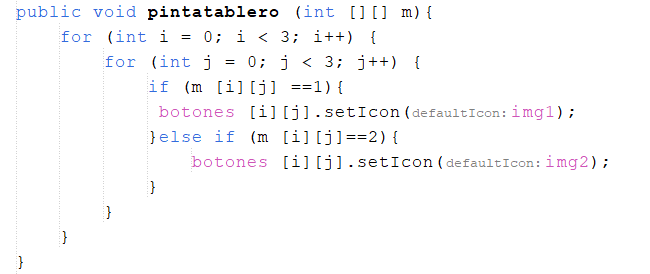 public void pintatablero (int [][] m){
for (int i = 0; i < 3; i++) {
for (int j = 0; j < 3; j++) {
if (m [i][j] ==1){
botones [i][j].setIcon(defaultIcon: img1);
}else if (m [i][j]==2){
botones [i][j].setIcon(defaultIcon: img2);
}
}
}
}